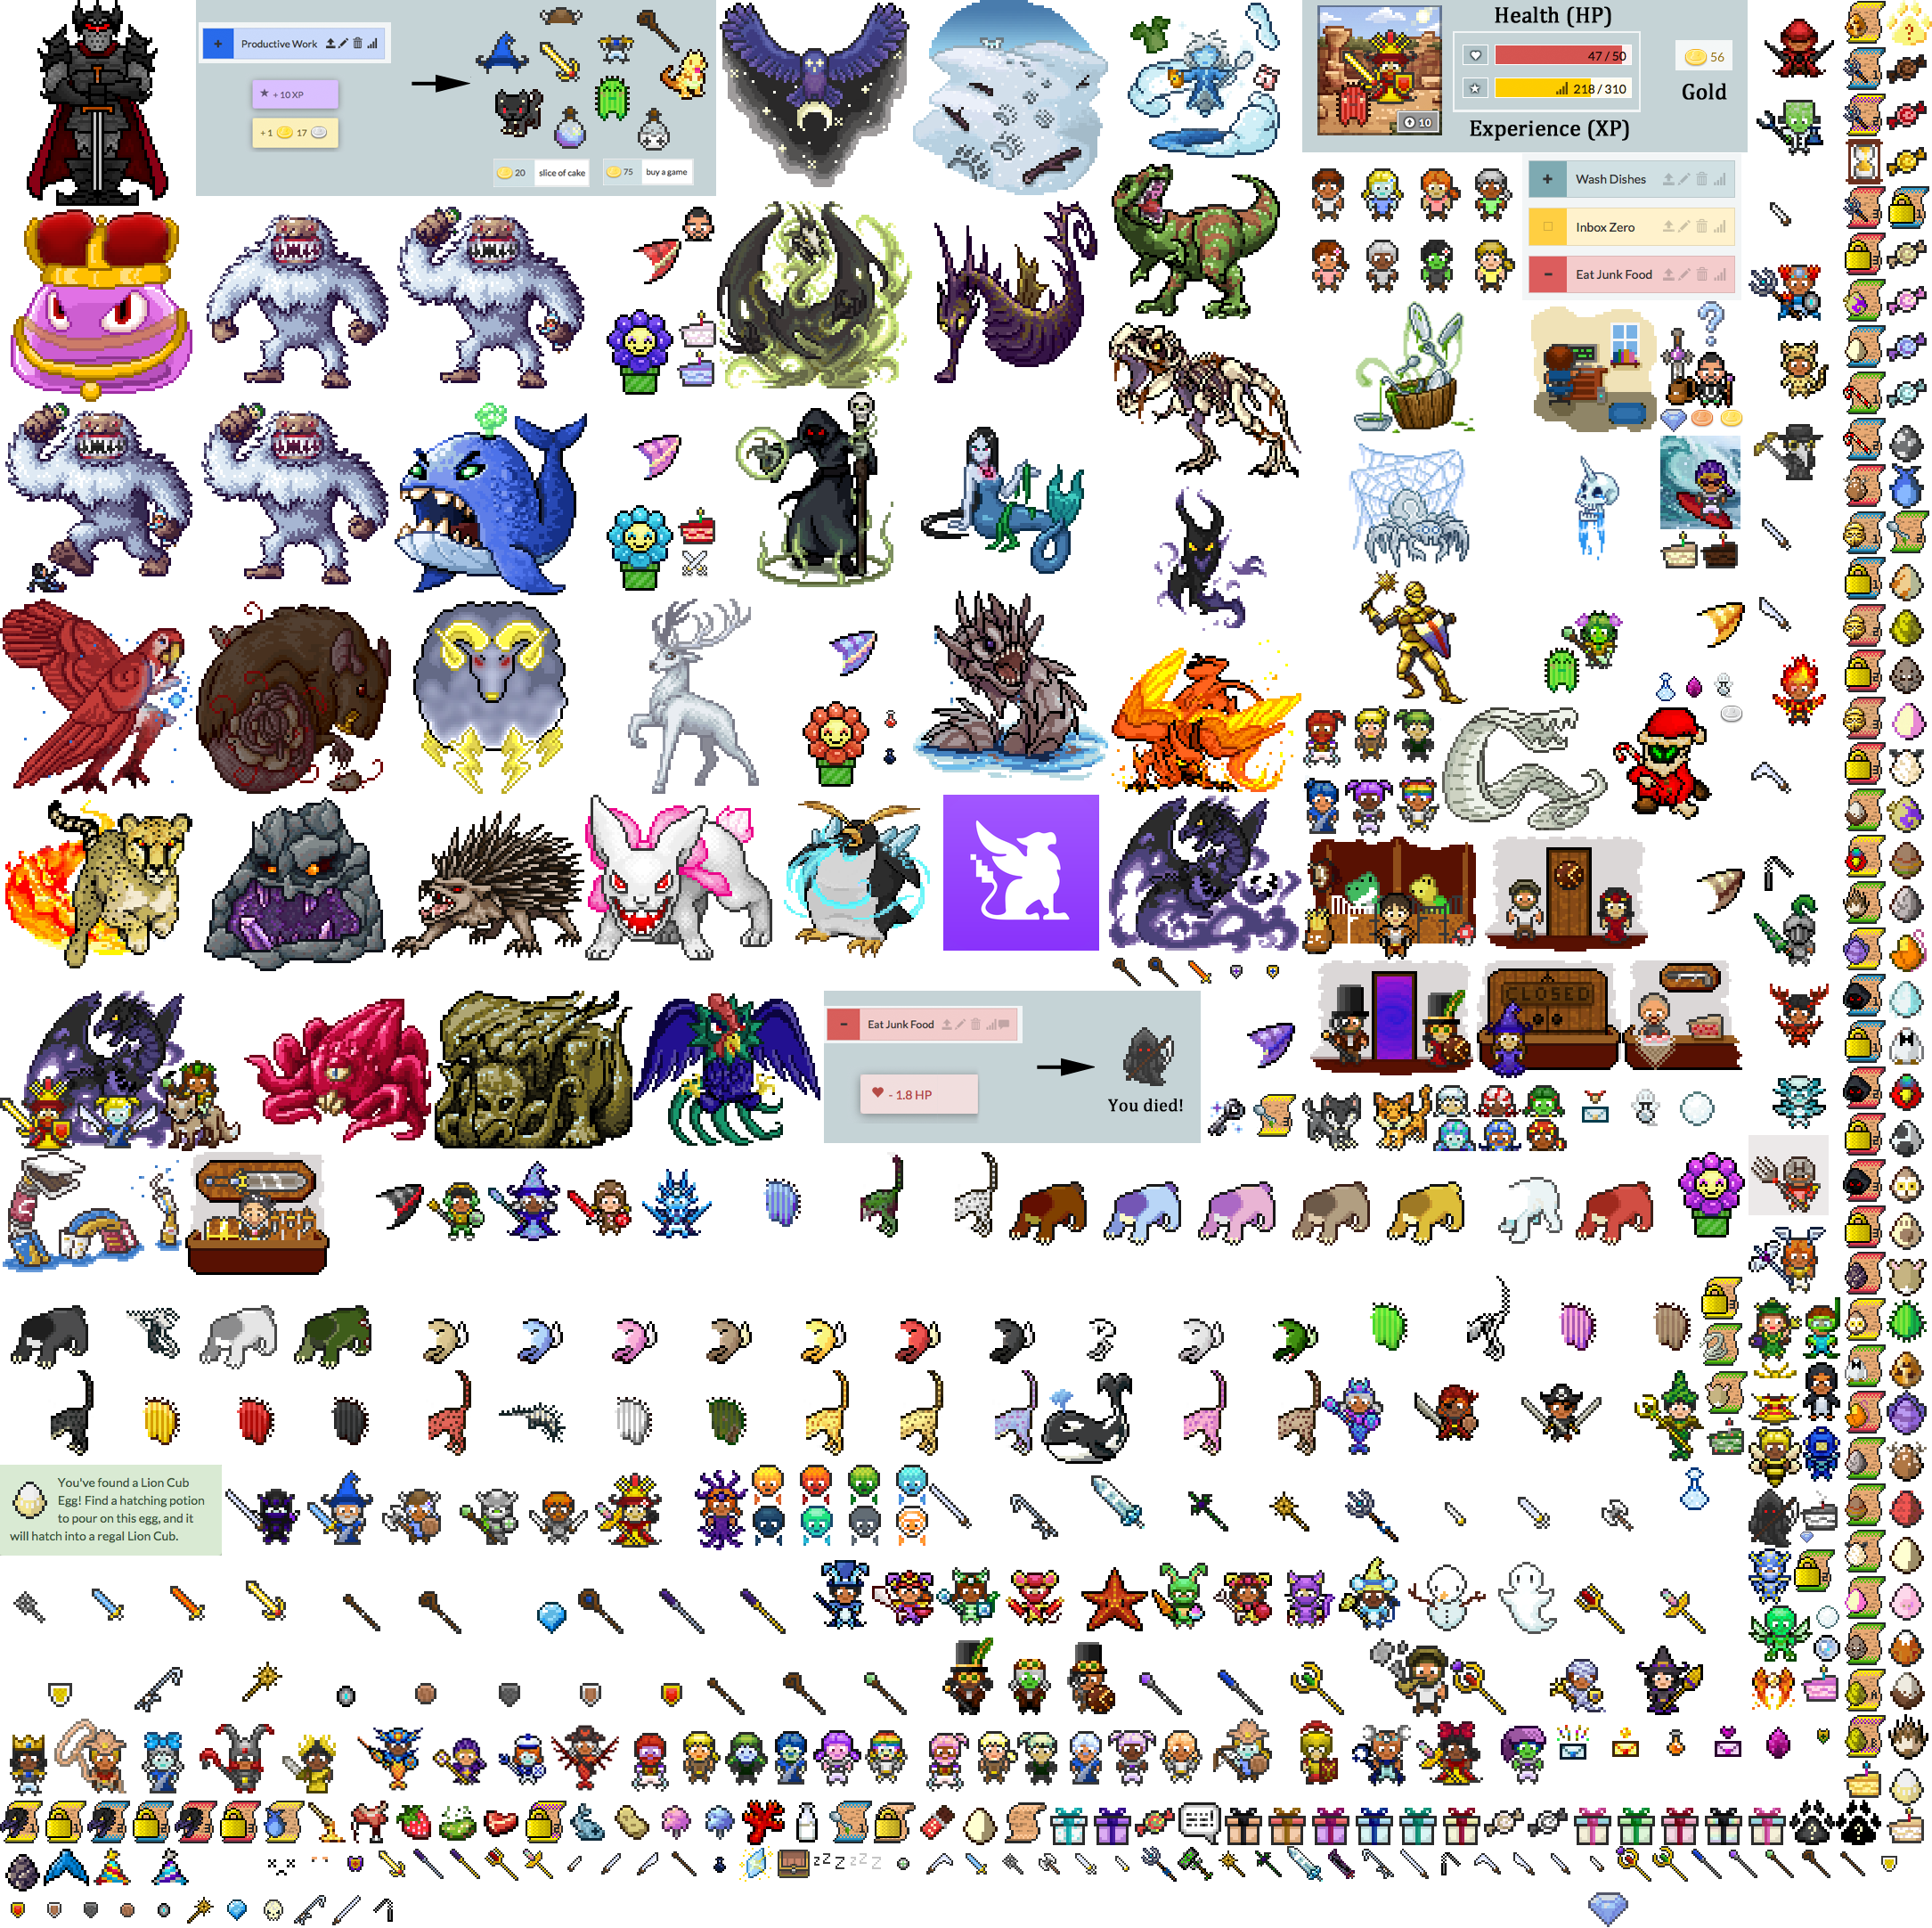 Productive Work
+ 10 XP
+ 1 17
20 slice of cake
75 buy a game
Health (HP)
47 / 50
218 / 310
Experience (XP)
10
56
Gold
Wash Dishes
Inbox Zero
Eat Junk Food
CLOSED
Eat Junk Food
- 1.8 HP
You died!
You've found a Lion Cub
Egg! Find a hatching potion
to pour on this egg, and it
will hatch into a regal Lion Cub.